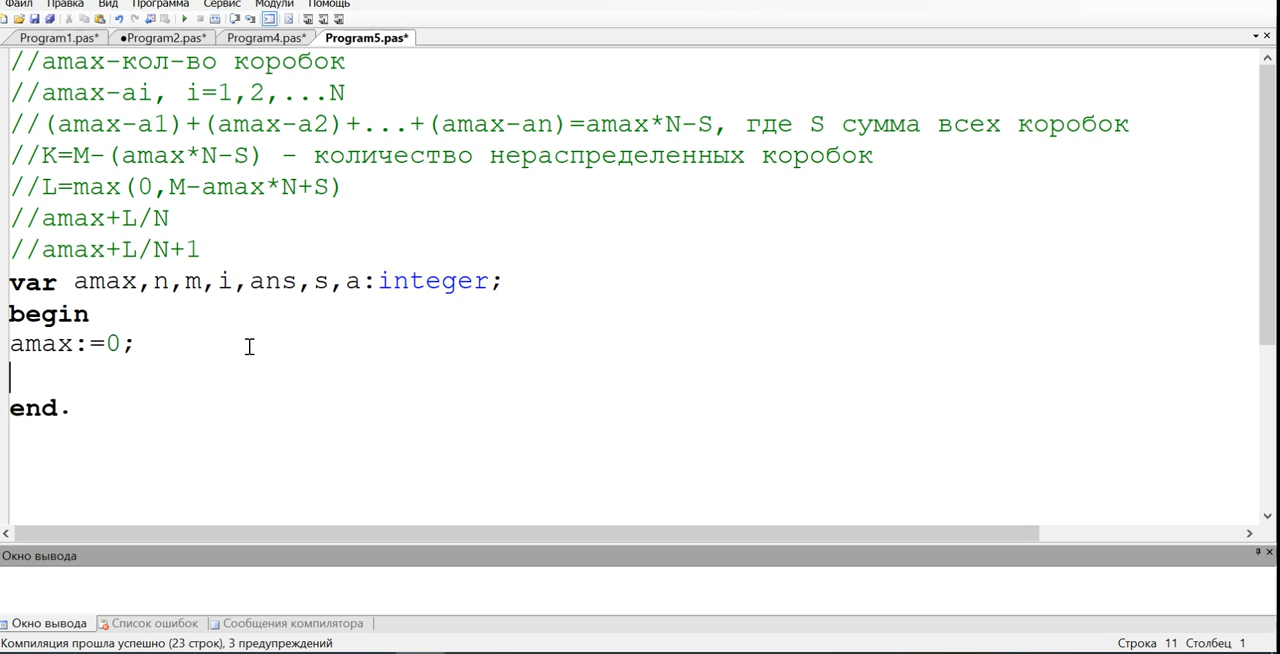 Файл Правка Вид Программа Сервис Модули Помощь
Program1.pas* •Program2.pas* Program4.pas* Program5.pas*
//amax-кол-во коробок
//amax-ai, i=1,2,...N
//(amax-a1)+(amax-a2)+...+(amax-an)=amax*N-S, где S сумма всех коробок
//K=M-(amax*N-S) - количество нераспределенных коробок
//L=max(0,M-amax*N+S)
//amax+L/N
//amax+L/N+1
var amax,n,m,i,ans,s,a:integer;
begin
amax:=0;
end.
Окно вывода
Окно вывода Список ошибок Сообщения компилятора
Компиляция прошла успешно (23 строк), 3 предупреждений Строка 11 Столбец 1